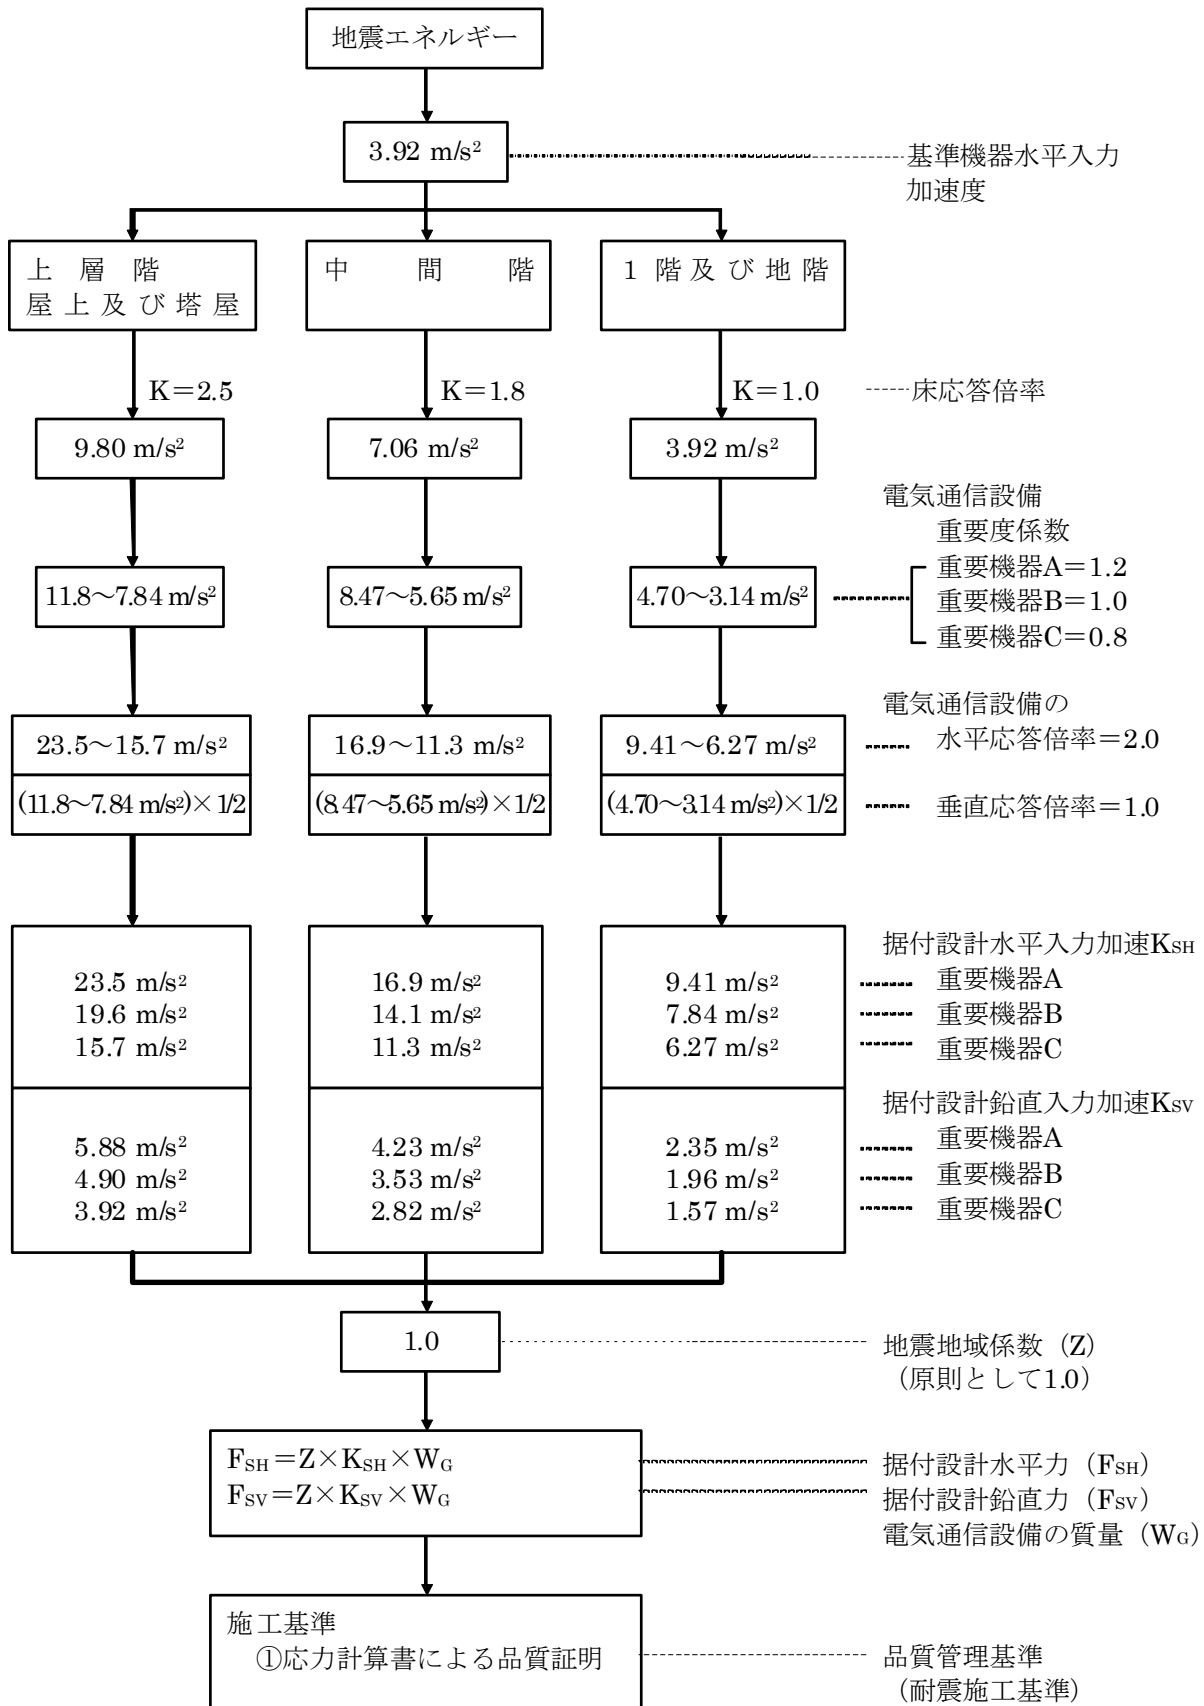 地震エネルギー
3.92 m/s²
基準機器水平入力
加速度
上層階
屋上及び塔屋
中間階
1階及び地階
K=2.5
K=1.8
K=1.0
床応答倍率
9.80 m/s²
7.06 m/s²
3.92 m/s²
電気通信設備
重要度係数
重要機器A=1.2
重要機器B=1.0
重要機器C=0.8
11.8~7.84 m/s²
8.47~5.65 m/s²
4.70~3.14 m/s²
電気通信設備の
水平応答倍率=2.0
23.5~15.7 m/s²
16.9~11.3 m/s²
9.41~6.27 m/s²
(11.8~7.84 m/s²)×1/2
(8.47~5.65 m/s²)×1/2
(4.70~3.14 m/s²)×1/2
垂直応答倍率=1.0
据付設計水平入力加速KSH
23.5 m/s²
19.6 m/s²
15.7 m/s²
16.9 m/s²
14.1 m/s²
11.3 m/s²
9.41 m/s²
7.84 m/s²
6.27 m/s²
重要機器A
重要機器B
重要機器C
据付設計鉛直入力加速KSV
5.88 m/s²
4.90 m/s²
3.92 m/s²
4.23 m/s²
3.53 m/s²
2.82 m/s²
2.35 m/s²
1.96 m/s²
1.57 m/s²
重要機器A
重要機器B
重要機器C
1.0
地震地域係数(Z)
(原則として1.0)
FSH=Z×KSH×WG
FSV=Z×KSV×WG
据付設計水平力(FSH)
据付設計鉛直力(FSV)
電気通信設備の質量(WG)
施工基準
①応力計算書による品質証明
品質管理基準
(耐震施工基準)